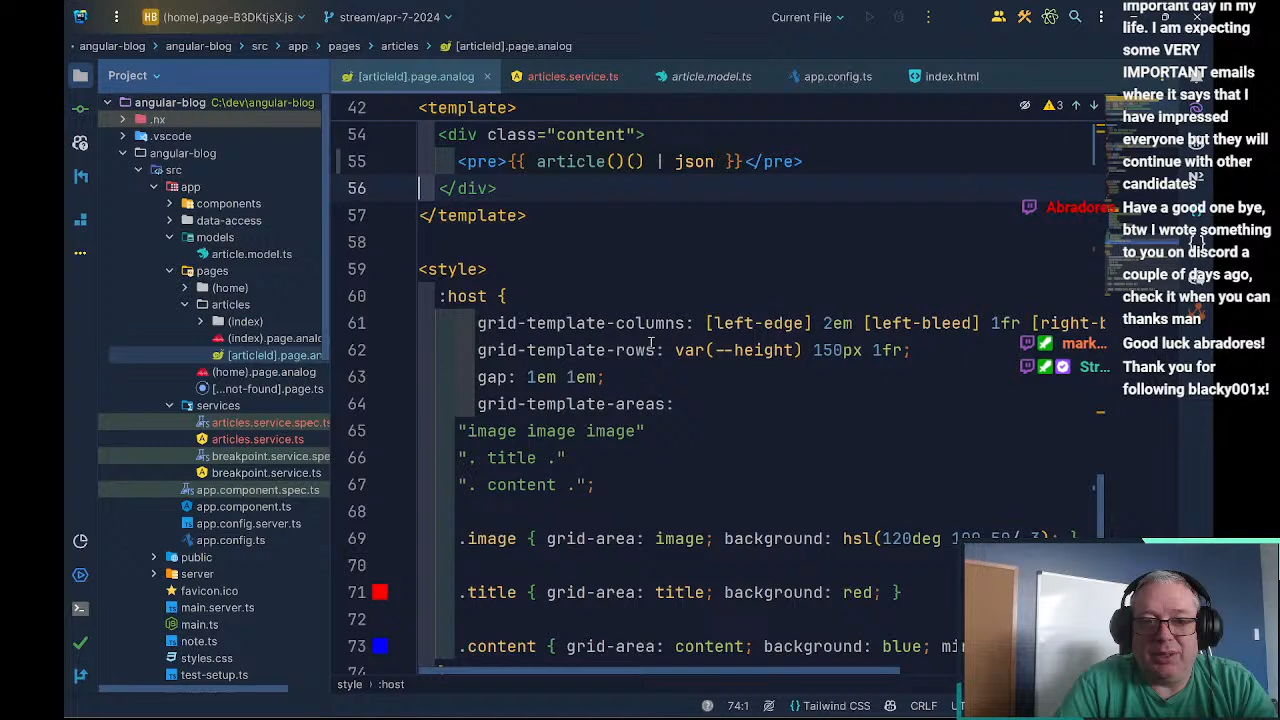 HB
(home).page-B3DKtjsX.js
stream/apr-7-2024
Current File
angular-blog
angular-blog
src
app
pages
articles
[articleId].page.analog
Project
[articleId].page.analog
articles.service.ts
article.model.ts
app.config.ts
index.html
angular-blog C:\dev\angular-blog
.nx
.vscode
angular-blog
src
app
components
data-access
models
article.model.ts
pages
(home)
articles
(index)
[articleId].page.an
(home).page.analog
[...not-found].page.ts
services
articles.service.spec.ts
articles.service.ts
breakpoint.service.spe
breakpoint.service.ts
app.component.spec.ts
app.component.ts
app.config.server.ts
app.config.ts
public
server
favicon.ico
main.server.ts
main.ts
note.ts
styles.css
test-setup.ts
42 <template>
3
54 <div class="content">
55 <pre>{{ article()() | json }}</pre>
56 </div>
57 </template>
58
59 <style>
60 :host {
61 grid-template-columns: [left-edge] 2em [left-bleed] 1fr [right-b
62 grid-template-rows: var(--height) 150px 1fr;
63 gap: 1em 1em;
64 grid-template-areas:
65 "image image image"
66 ". title ."
67 ". content .";
68
69 .image { grid-area: image; background: hsl(120deg
70
71 .title { grid-area: title; background: red; }
72
73 .content { grid-area: content; background: blue;
74
style
:host
74:1
Tailwind CSS
CRLF
important day in my
life. I am expecting
some VERY
IMPORTANT emails
where it says that I
have impressed
everyone but they will
continue with other
candidates
Abradores
Have a good one bye,
btw I wrote something
to you on discord a
couple of days ago,
check it when you can
thanks man
mark...
Good luck abradores!
Str...
Thank you for
following blacky001x!